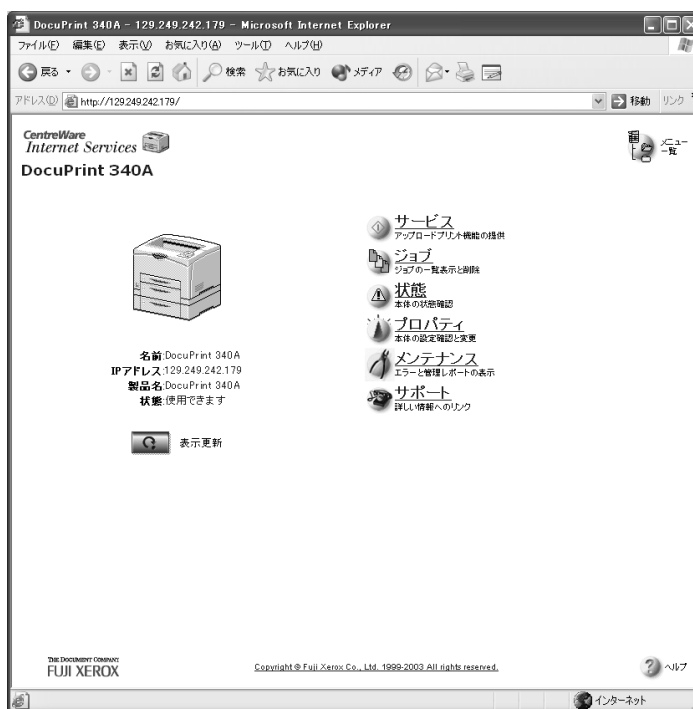 DocuPrint 340A - 129.249.242.179 - Microsoft Internet Explorer
ファイル(F) 編集(E) 表示(V) お気に入り(A) ツール(T) ヘルプ(H)
戻る 検索 お気に入り メディア
アドレス(D) http://129.249.242.179/ 移動 リンク
CentreWare
Internet Services
メニュー
一覧
DocuPrint 340A
サービス
アップロードプリント機能の提供
ジョブ
ジョブの一覧表示と削除
状態
本体の状態確認
プロパティ
本体の設定確認と変更
メンテナンス
エラーと管理レポートの表示
サポート
詳しい情報へのリンク
名前:DocuPrint 340A
IPアドレス:129.249.242.179
製品名:DocuPrint 340A
状態:使用できます
表示更新
THE DOCUMENT COMPANY
FUJI XEROX
Copyright © Fuji Xerox Co., Ltd. 1999-2003 All rights reserved.
ヘルプ
インターネット